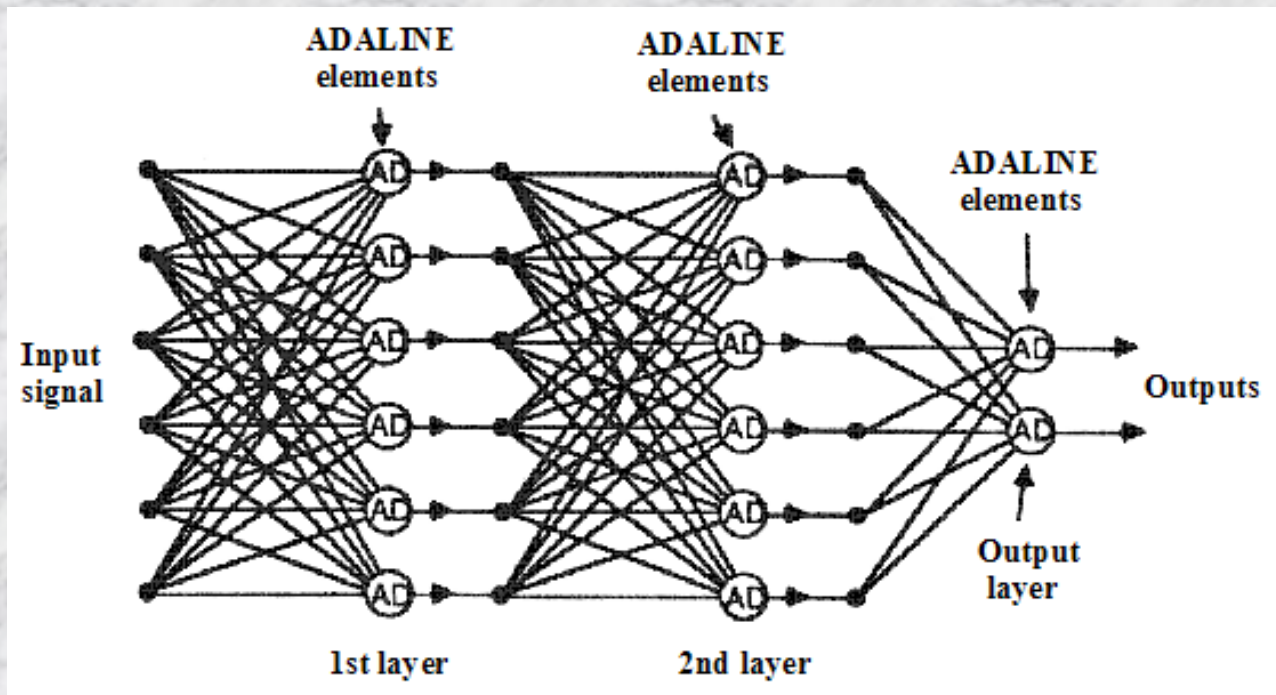 ADALINE
elements
ADALINE
elements
ADALINE
elements
AD
AD
AD
AD
AD
AD
AD
AD
AD
AD
AD
AD
AD
AD
Input
signal
Outputs
Output
layer
1st layer
2nd layer